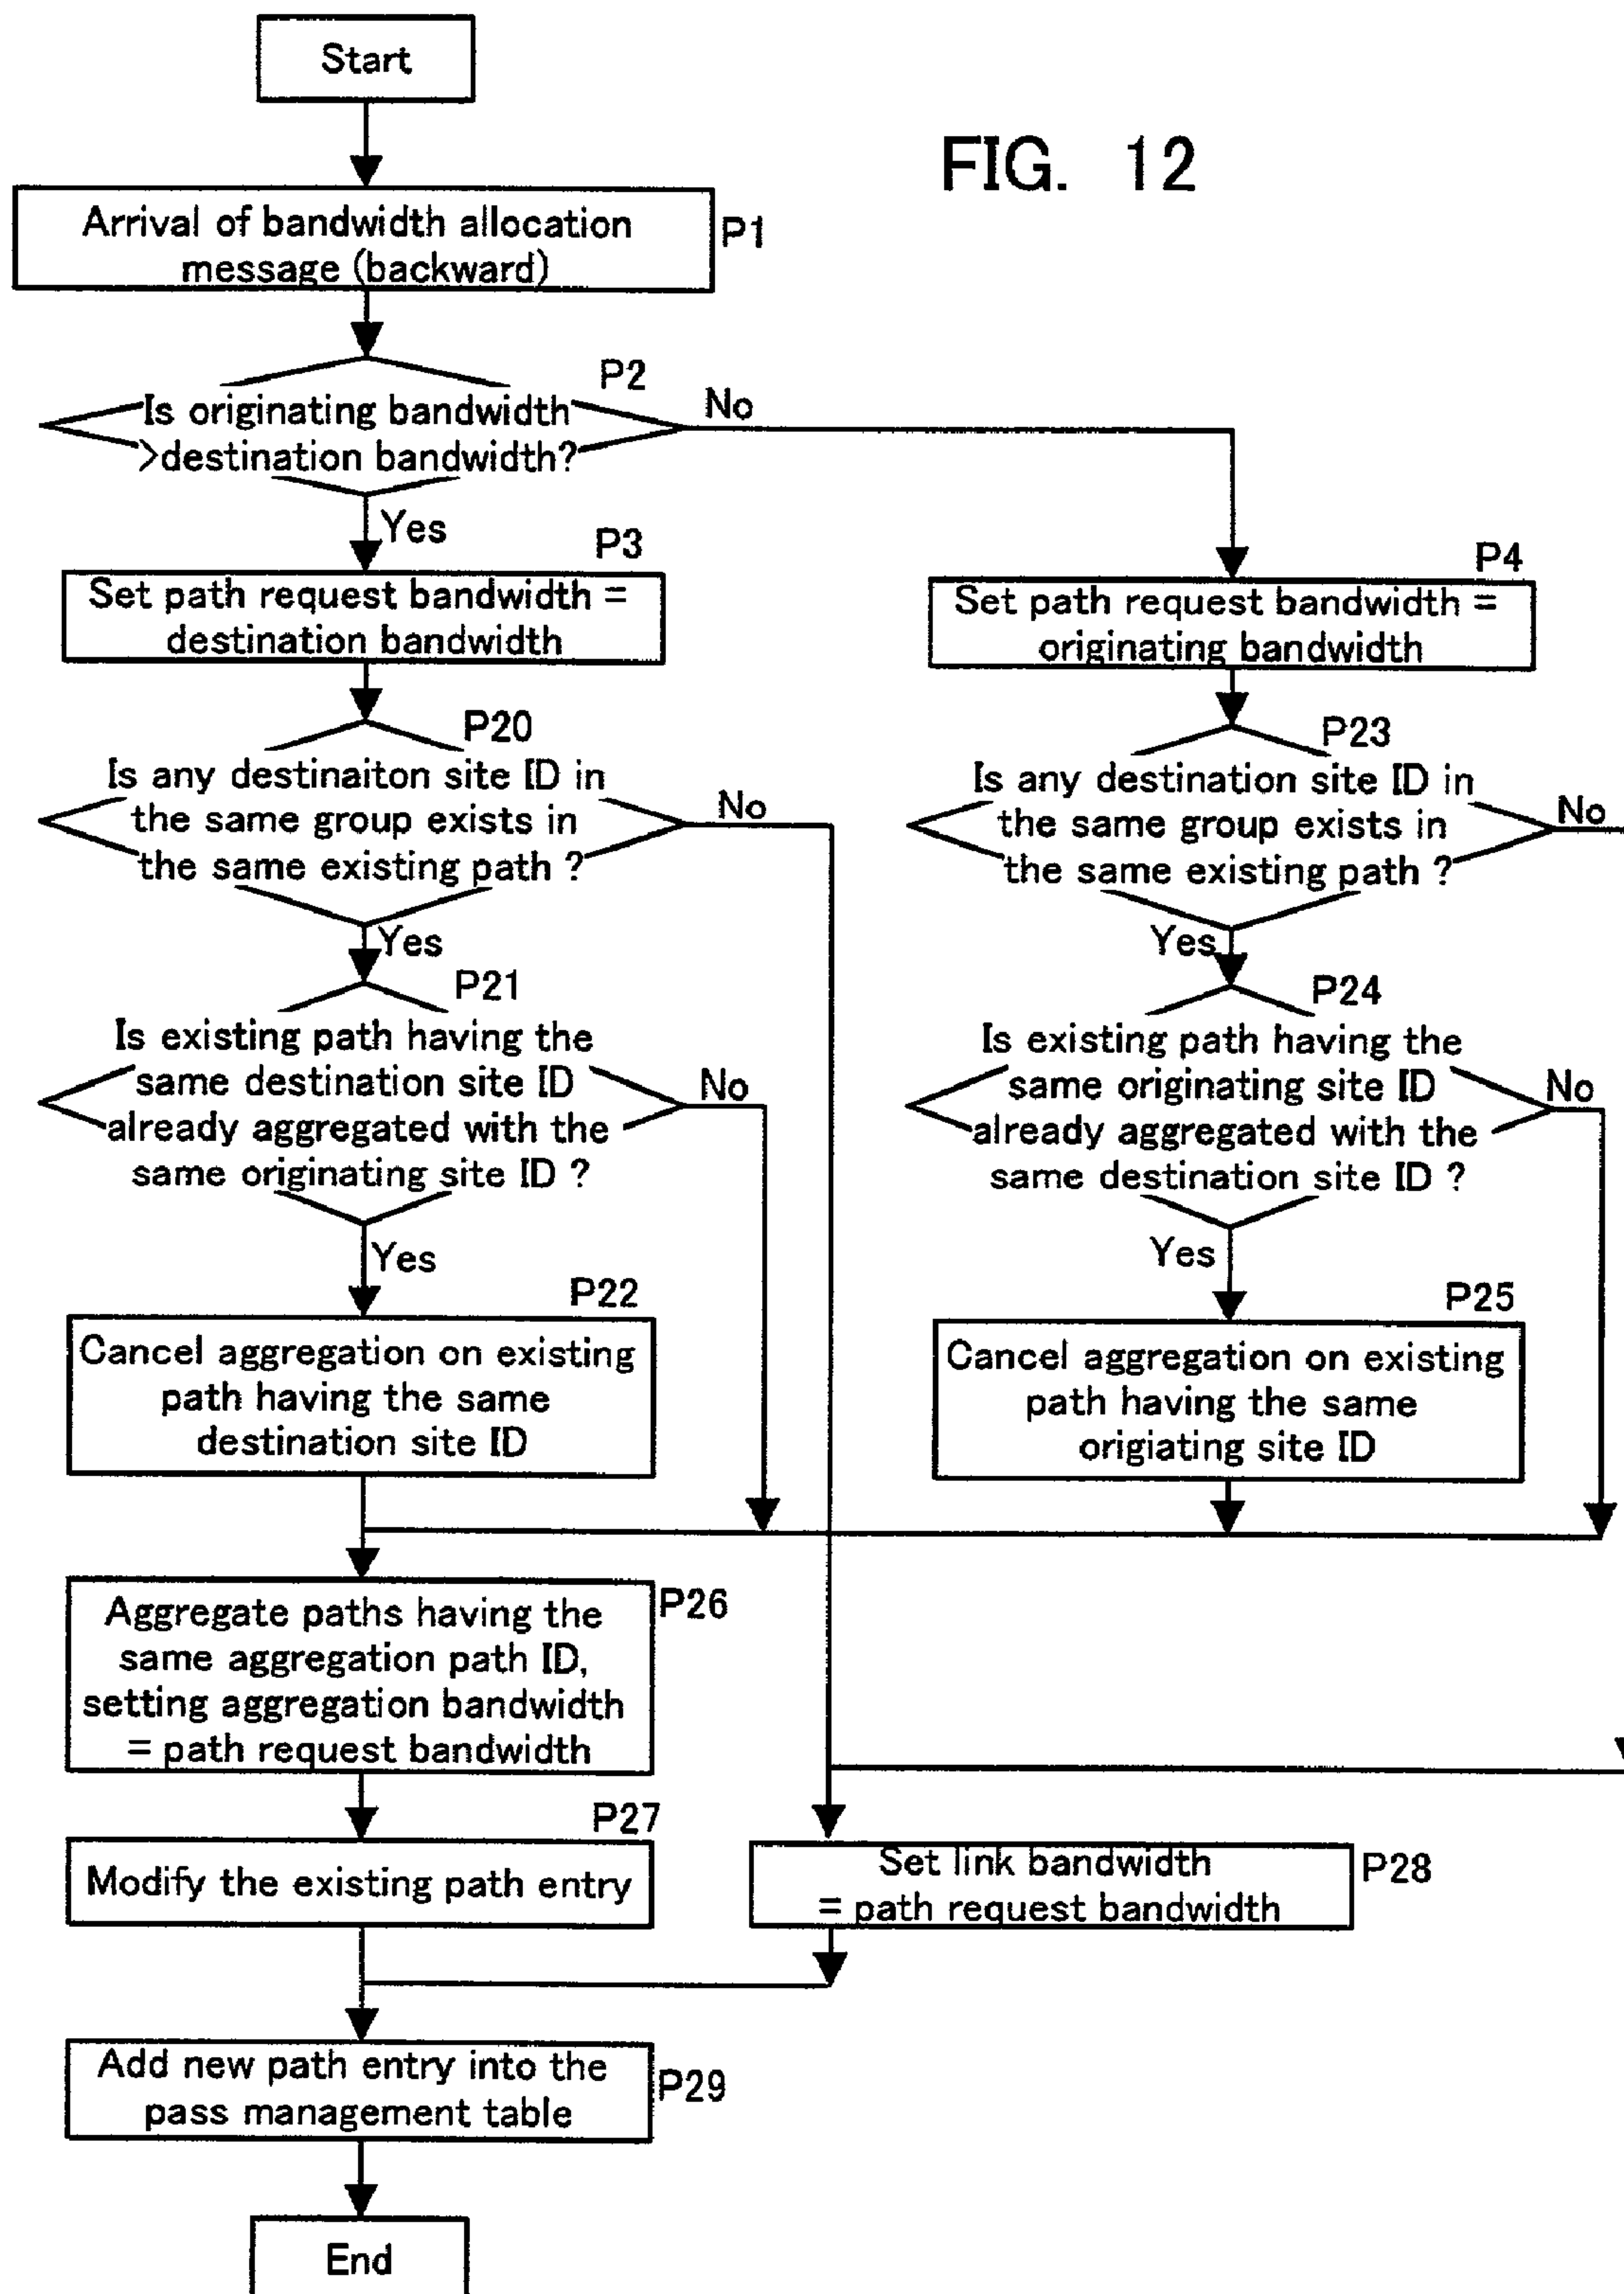 Start
FIG. 12
Arrival of bandwidth allocation
message (backward)
P1
P2
Is originating bandwidth
>destination bandwidth?
No
Yes
P3
Set path request bandwidth =
destination bandwidth
P4
Set path request bandwidth =
originating bandwidth
P20
Is any destinaiton site ID in
the same group exists in
the same existing path ?
No
Yes
P23
Is any destination site ID in
the same group exists in
the same existing path ?
No
Yes
P21
Is existing path having the
same destination site ID
already aggregated with the
same originating site ID ?
No
Yes
P24
Is existing path having the
same originating site ID
already aggregated with the
same destination site ID ?
No
Yes
P22
Cancel aggregation on existing
path having the same
destination site ID
P25
Cancel aggregation on existing
path having the same
origiating site ID
Aggregate paths having the
same aggregation path ID,
setting aggregation bandwidth
= path request bandwidth
P26
P27
Modify the existing path entry
Set link bandwidth
= path request bandwidth
P28
Add new path entry into the
pass management table
P29
End